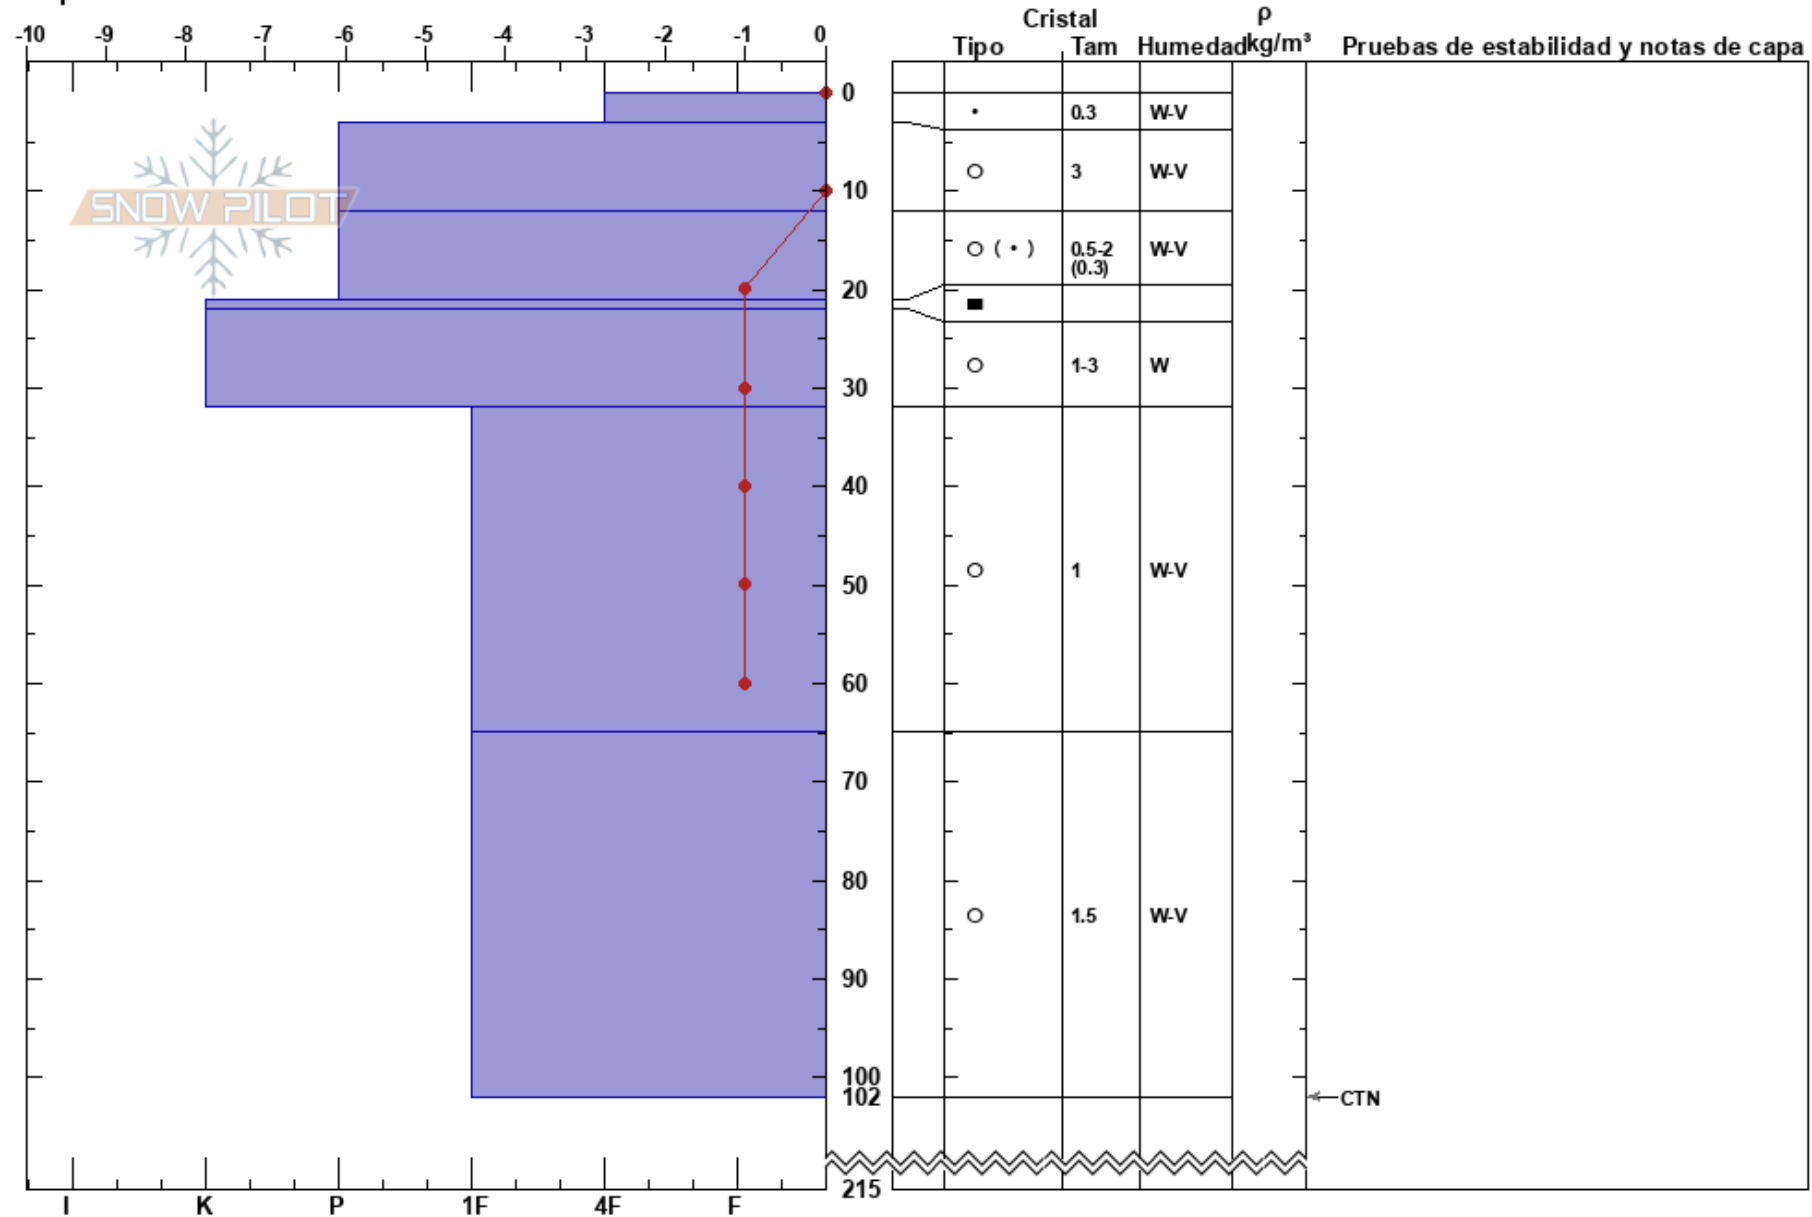 Cristal ρ
-10 -9 -8 -7 -6 -5 -4 -3 -2 -1 0 Tipo Tam Humedad kg/m³ Pruebas de estabilidad y notas de capa
0
• 0.3 W-V
○ 3 W-V
10
SNOW PILOT
○ ( • ) 0.5-2 W-V
(0.3)
20
■
○ 1-3 W
30
40
○ 1 W-V
50
60
70
80
○ 1.5 W-V
90
100
102 CTN
215
I K P 1F 4F F